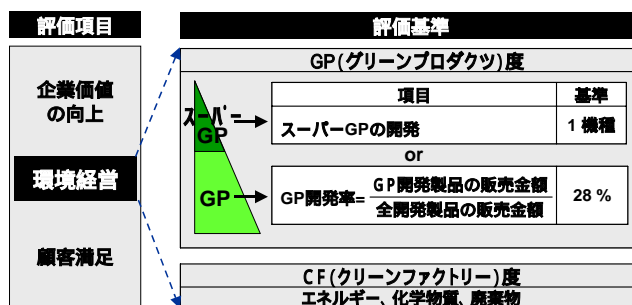 評価項目
企業価値
の向上
環境経営
顧客満足
評価基準
GP(グリーンプロダクツ)度
スーパー
GP
項目
基準
スーパーGPの開発
1 機種
or
GP
GP開発率=
GP開発製品の販売金額
全開発製品の販売金額
28 %
CF(クリーンファクトリー)度
エネルギー、化学物質、廃棄物